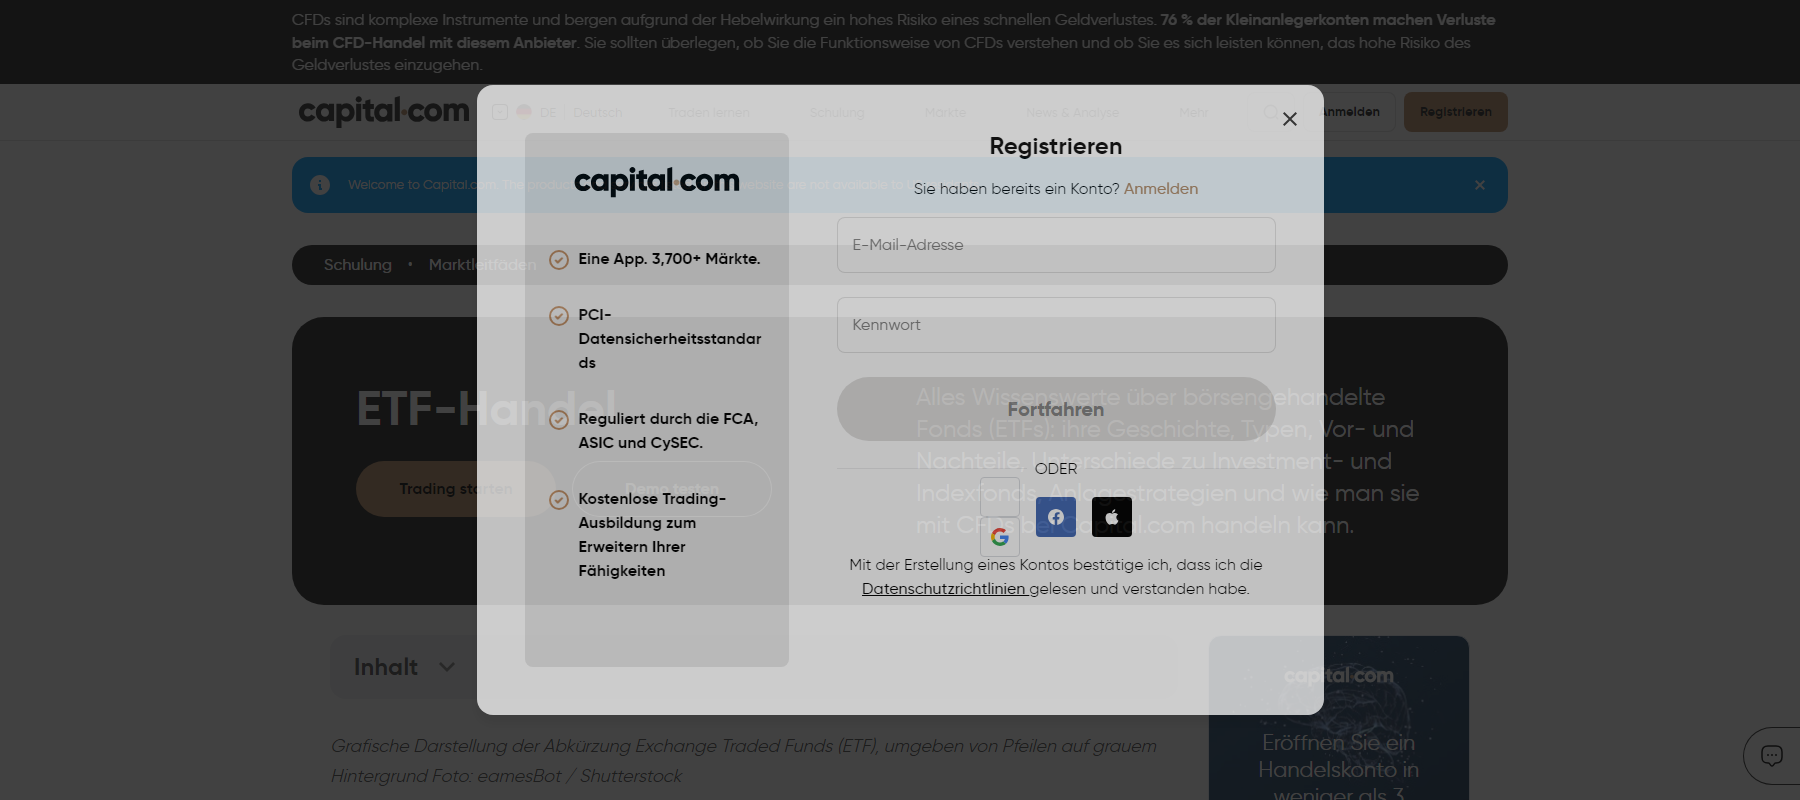 CFDs sind komplexe Instrumente und bergen aufgrund der Hebelwirkung ein hohes Risiko eines schnellen Geldverlustes. 76 % der Kleinanlegerkonten machen Verluste
beim CFD-Handel mit diesem Anbieter. Sie sollten überlegen, ob Sie die Funktionsweise von CFDs verstehen und ob Sie es sich leisten können, das hohe Risiko des
Geldverlustes einzugehen.
capital.com
DE
Deutsch
Traden lernen
Schulung
Märkte
News & Analyse
Mehr
Anmelden
Registrieren
Welcome to Capital.com
website are not available to
Schulung • Marktleitfäden
ETF-Handel
Trading starten
Demo testen
Alles Wissenswerte über börsengehandelte
Fonds (ETFs): ihre Geschichte, Typen, Vor- und
Nachteile, Unterschiede zu Investment- und
Indexfonds, Anlagestrategien und wie man sie
mit CFDs bei Capital.com handeln kann.
capital.com
Eine App. 3,700+ Märkte.
PCI-
Datensicherheitsstandar
ds
Reguliert durch die FCA,
ASIC und CySEC.
Kostenlose Trading-
Ausbildung zum
Erweitern Ihrer
Fähigkeiten
Registrieren
Sie haben bereits ein Konto? Anmelden
E-Mail-Adresse
Kennwort
Fortfahren
ODER
Mit der Erstellung eines Kontos bestätige ich, dass ich die
Datenschutzrichtlinien gelesen und verstanden habe.
Inhalt
Grafische Darstellung der Abkürzung Exchange Traded Funds (ETF), umgeben von Pfeilen auf grauem
Hintergrund Foto: eamesBot / Shutterstock
capital.com
Eröffnen Sie ein
Handelskonto in
weniger als 3